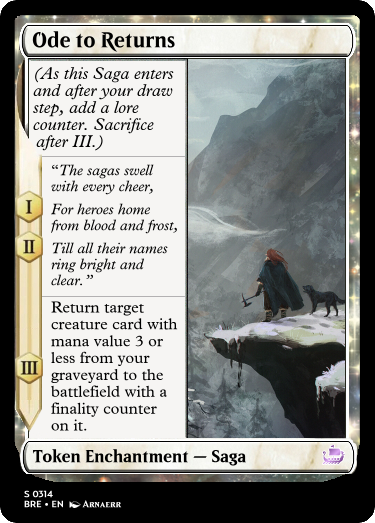 Ode to Returns
(As this Saga enters
and after your draw
step, add a lore
counter. Sacrifice
after III.)
I
II
“The sagas swell
with every cheer,
For heroes home
from blood and frost,
Till all their names
ring bright and
clear.”
III
Return target
creature card with
mana value 3 or
less from your
graveyard to the
battlefield with a
finality counter
on it.
Token Enchantment — Saga
S 0314
BRE • EN Arnaerr